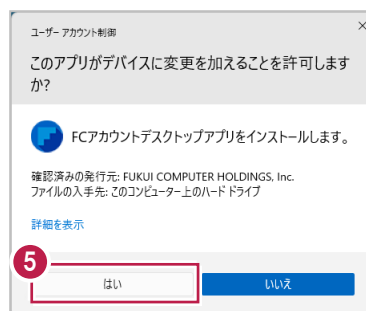 ユーザー アカウント制御
このアプリがデバイスに変更を加えることを許可します
か?
FCアカウントデスクトップアプリをインストールします。
確認済みの発行元: FUKUI COMPUTER HOLDINGS, Inc.
ファイルの入手先: このコンピューター上のハード ドライブ
詳細を表示
5
はい いいえ